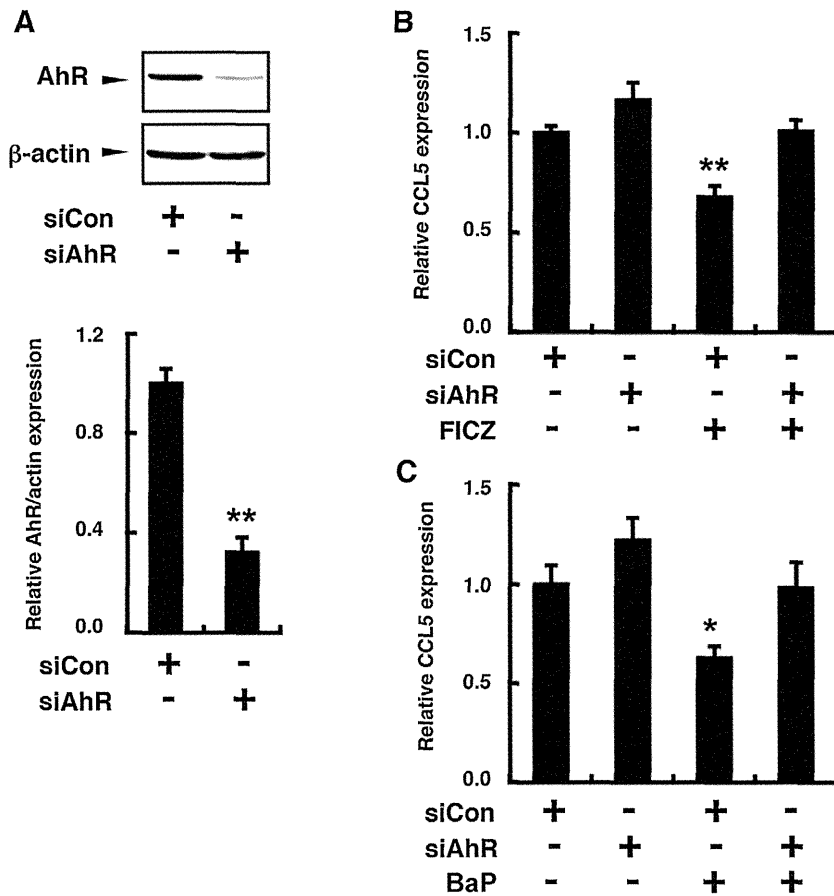 A
AhR
β-actin
siCon + -
siAhR - +
Relative AhR/actin expression
1.2
0.8
0.4
0.0
**
siCon + -
siAhR - +
B
Relative CCL5 expression
1.5
1.0
0.5
0.0
**
siCon + - + -
siAhR - + - +
FICZ - - + +
C
Relative CCL5 expression
1.5
1.0
0.5
0.0
*
siCon + - + -
siAhR - + - +
BaP - - + +